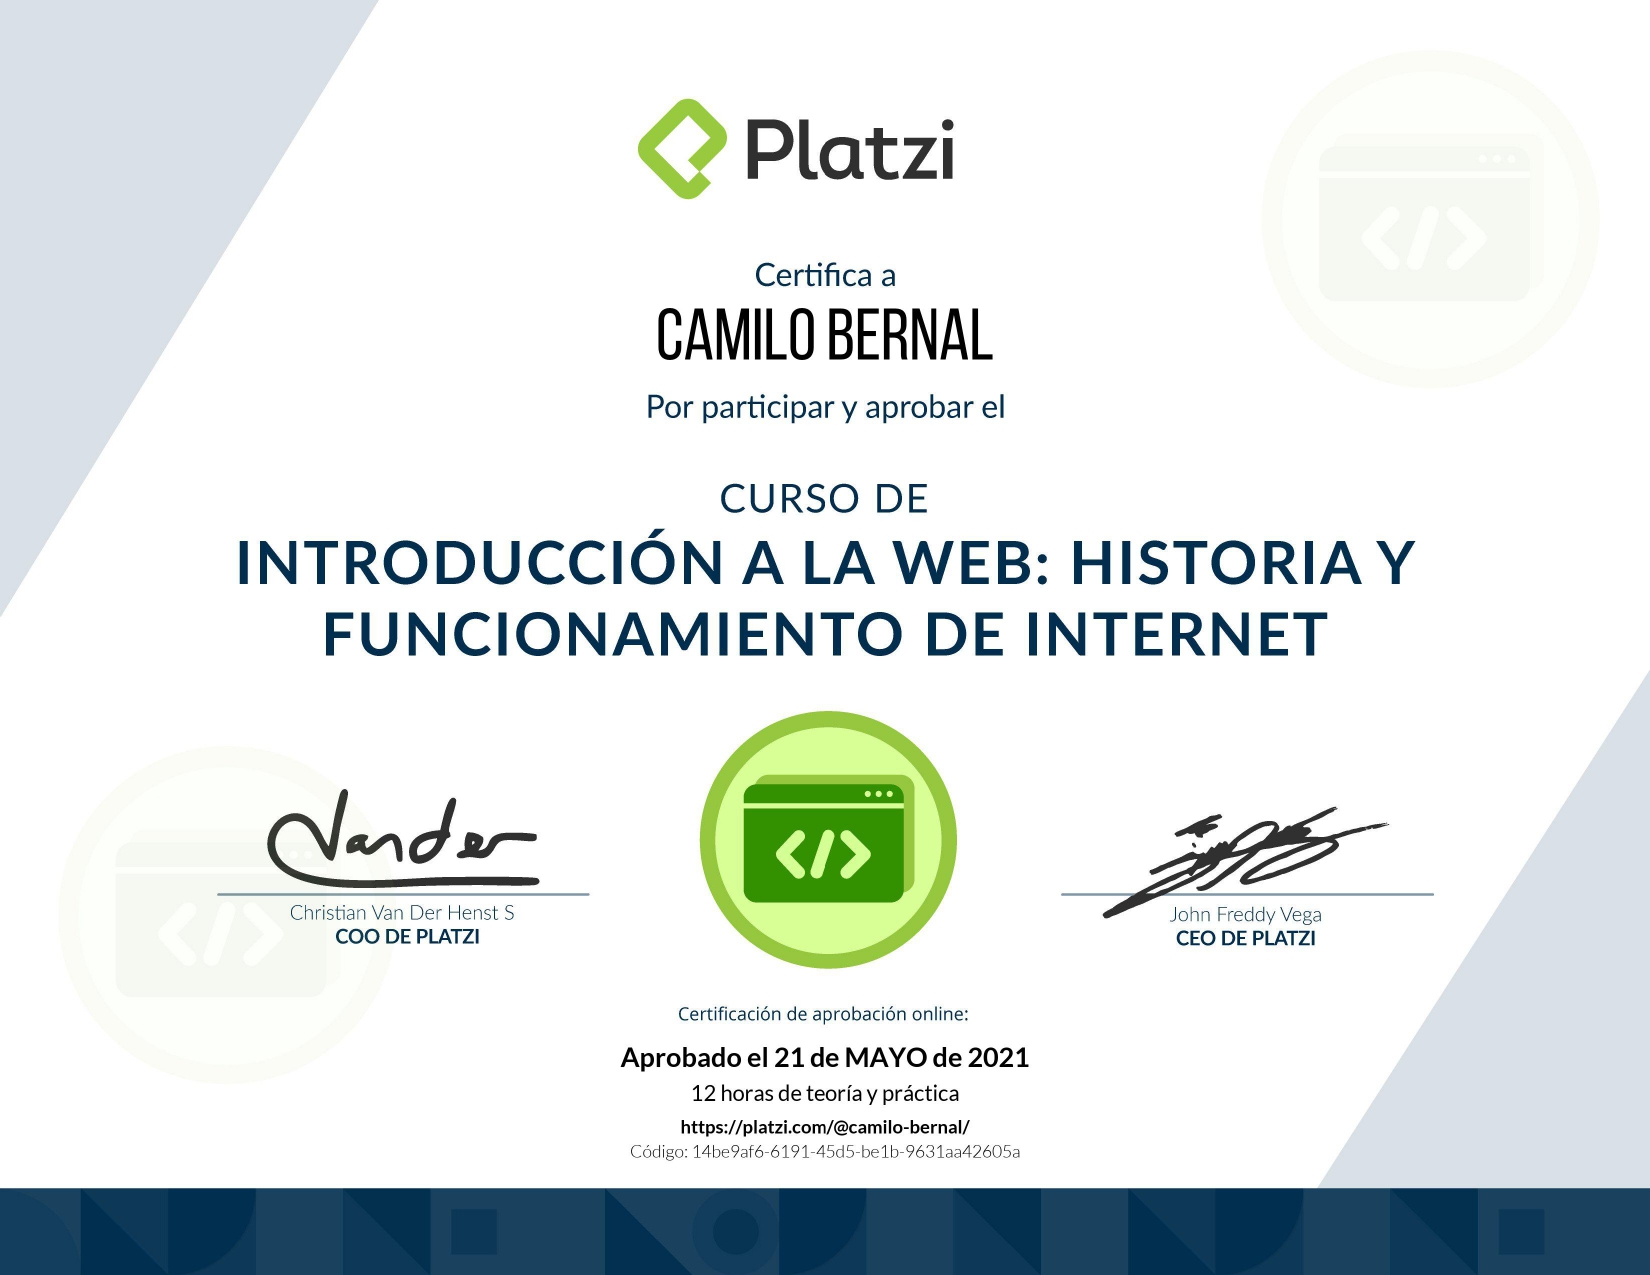 Platzi
Certifica a
CAMILO BERNAL
Por participar y aprobar el
CURSO DE
INTRODUCCIÓN A LA WEB: HISTORIA Y
FUNCIONAMIENTO DE INTERNET
</>
Vander
Christian Van Der Henst S
COO DE PLATZI
John Freddy Vega
CEO DE PLATZI
Certificación de aprobación online:
Aprobado el 21 de MAYO de 2021
12 horas de teoría y práctica
https://platzi.com/@camilo-bernal/
Código: 14be9af6-6191-45d5-be1b-9631aa42605a